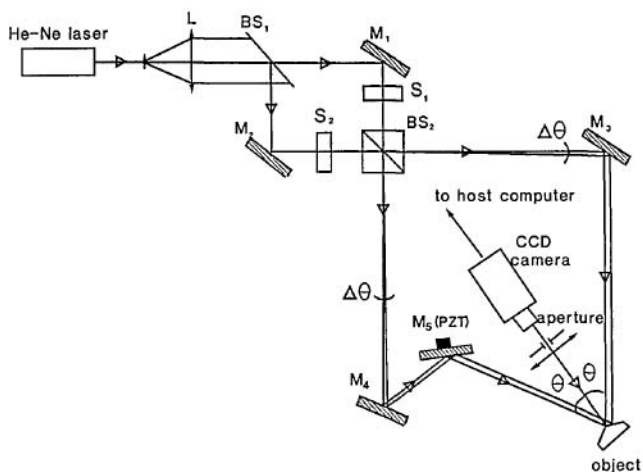 He-Ne laser
L
BS₁
M₁
S₁
S₂
M₂
BS₂
M₃
Δθ
to host computer
CCD
camera
Δθ
M₅(PZT)
aperture
θ
θ
M₄
object